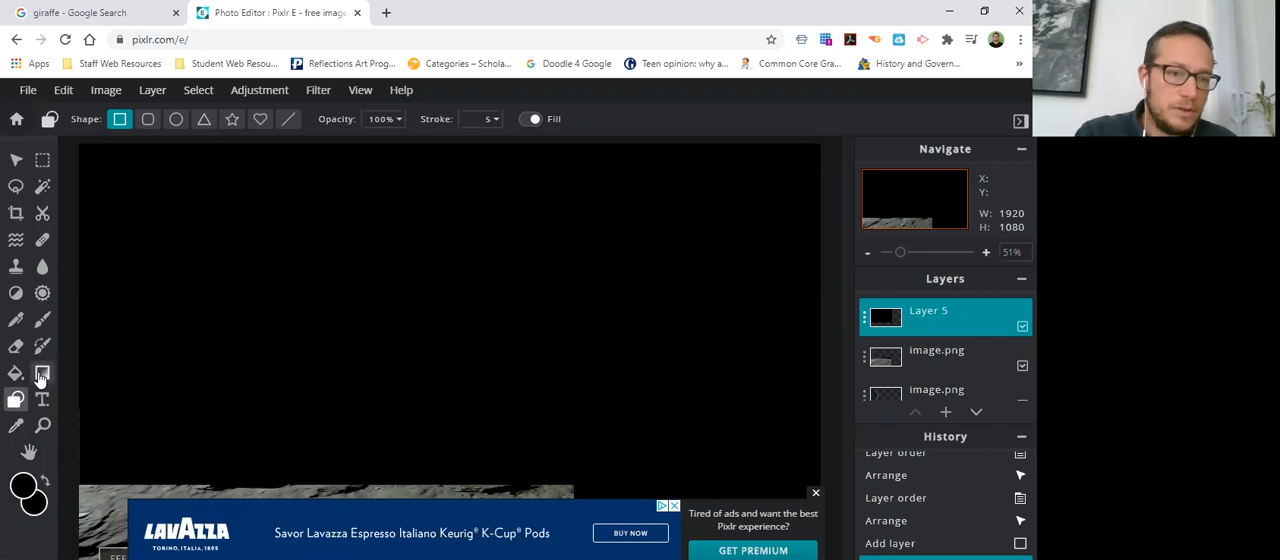 giraffe - Google Search
Photo Editor : Pixlr E - free image
pixlr.com/e/
Apps
Staff Web Resources
Student Web Resou...
Reflections Art Prog...
Categories – Schola...
Doodle 4 Google
Teen opinion: why a...
Common Core Gra...
History and Govern...
»
File Edit Image Layer Select Adjustment Filter View Help
Shape: Opacity: 100% Stroke: 5 Fill
Navigate
X:
Y:
W: 1920
H: 1080
51%
Layers
Layer 5
image.png
image.png
History
Layer order
Arrange
Layer order
Arrange
Add layer
T
LAVAZZA
TORINO, ITALIA, 1895
Savor Lavazza Espresso Italiano Keurig® K-Cup® Pods
BUY NOW
Tired of ads and want the best
Pixlr experience?
GET PREMIUM